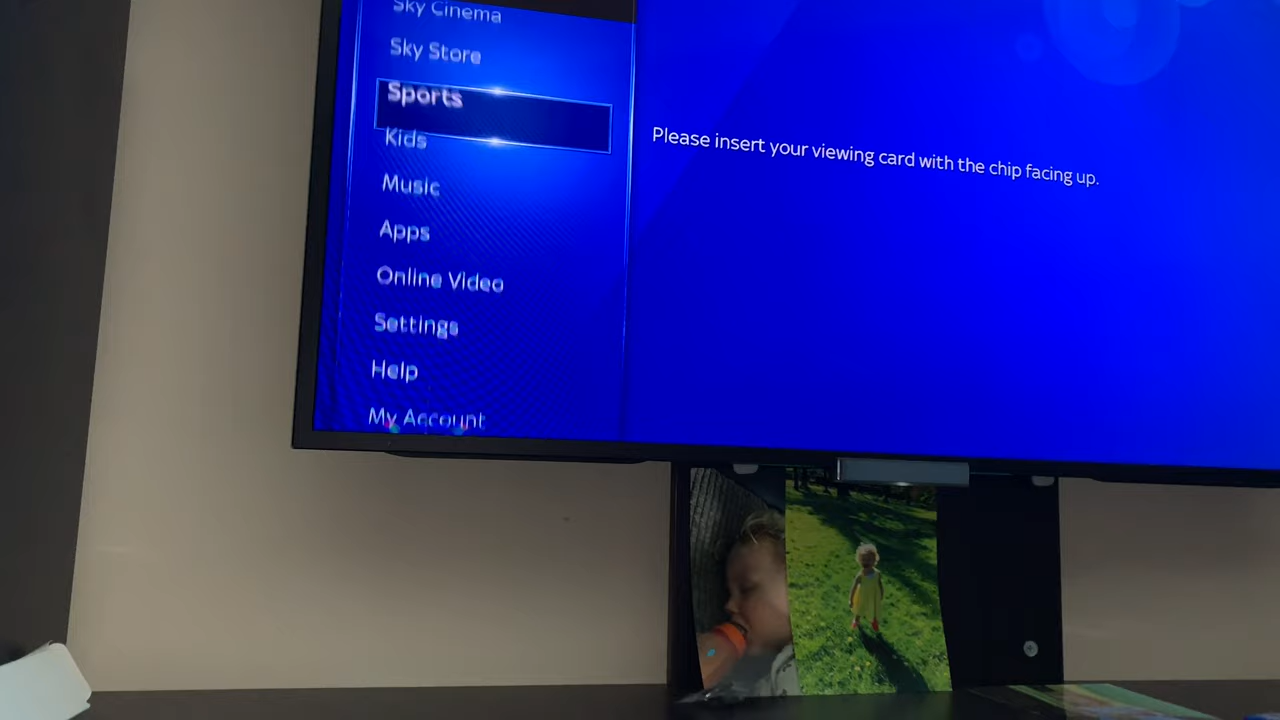 Sky Cinema
Sky Store
Sports
Kids
Music
Apps
Online Video
Settings
Help
My Account
Please insert your viewing card with the chip facing up.